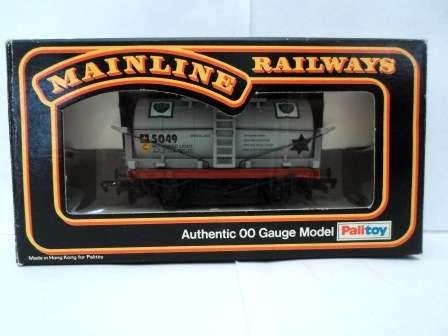 MAINLINE
RAILWAYS
5049
Authentic 00 Gauge Model
Palitoy
Made in Hong Kong for Palitoy